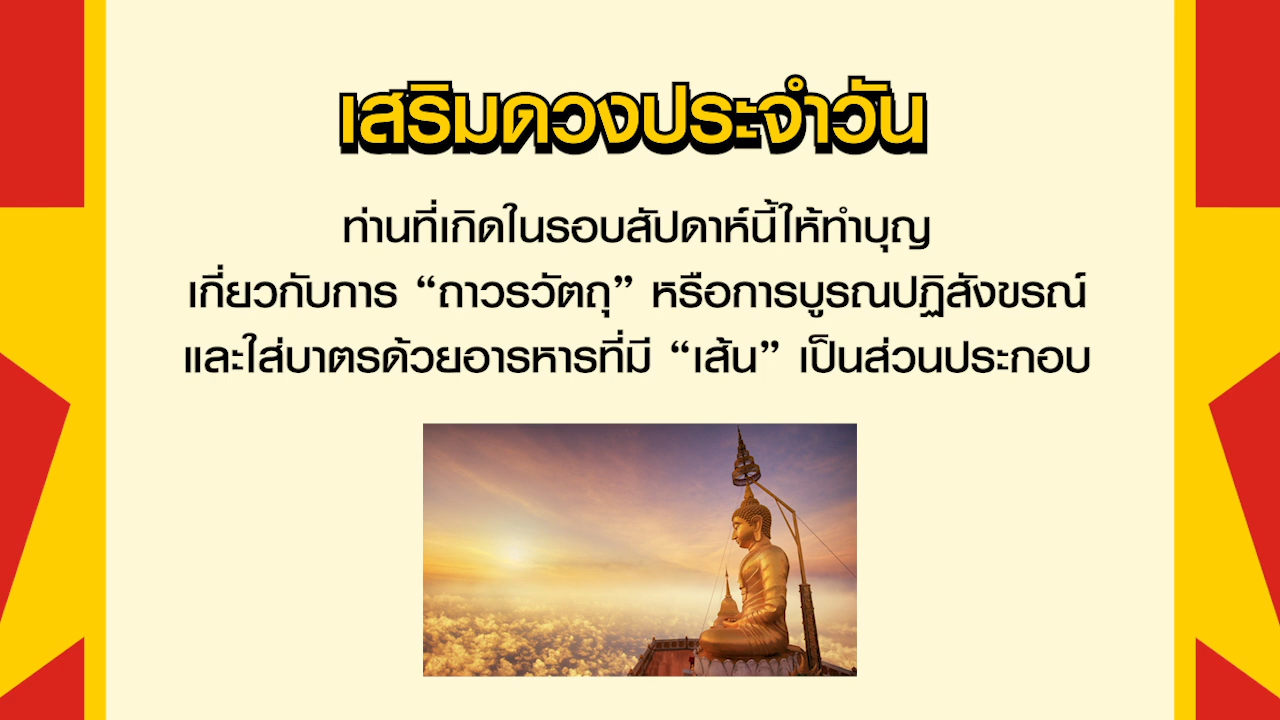 เสริมดวงประจำวัน
ท่านที่เกิดในรอบสัปดาห์นี้ให้ทำบุญ
เกี่ยวกับการ “ถาวรวัตถุ” หรือการบูรณปฏิสังขรณ์
และใส่บาตรด้วยอารหารที่มี “เส้น” เป็นส่วนประกอบ